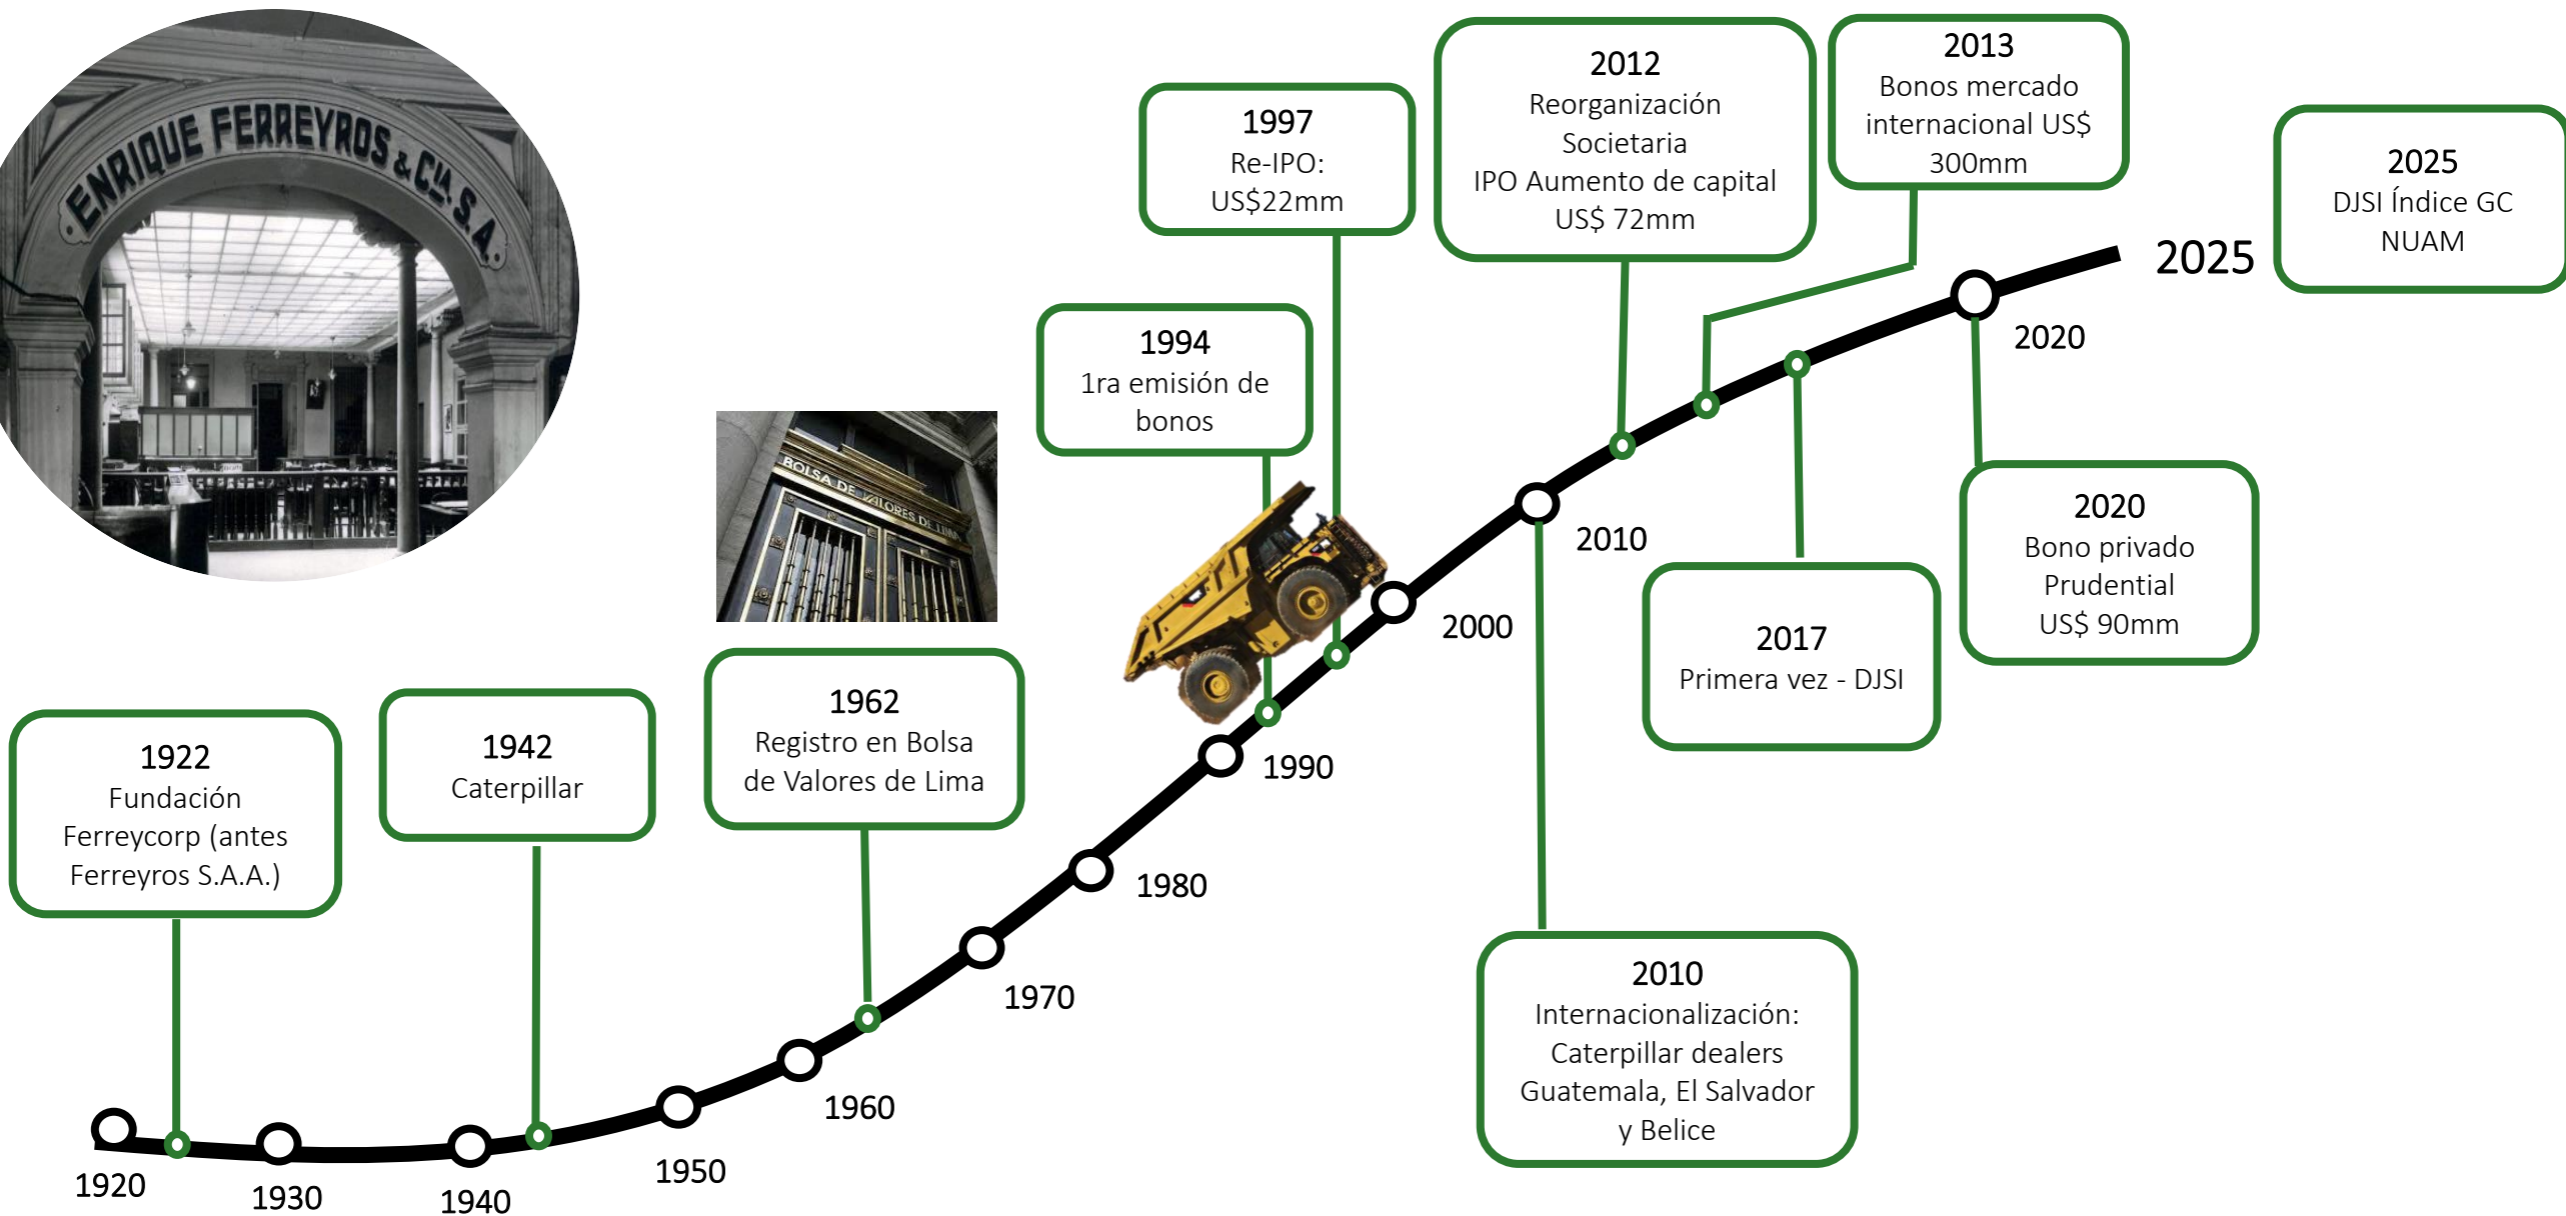 ENRIQUE FERREYROS & CIA. S.A.
BOLSA DE VALORES DE LIMA
1922
Fundación
Ferreycorp (antes
Ferreyros S.A.A.)
1942
Caterpillar
1962
Registro en Bolsa
de Valores de Lima
1994
1ra emisión de
bonos
1997
Re-IPO:
US$22mm
2012
Reorganización
Societaria
IPO Aumento de capital
US$ 72mm
2013
Bonos mercado
internacional US$
300mm
2025
DJSI Índice GC
NUAM
2025
2020
2010
2000
1990
1980
1970
1960
1950
1940
1930
1920
2020
Bono privado
Prudential
US$ 90mm
2017
Primera vez - DJSI
2010
Internacionalización:
Caterpillar dealers
Guatemala, El Salvador
y Belice